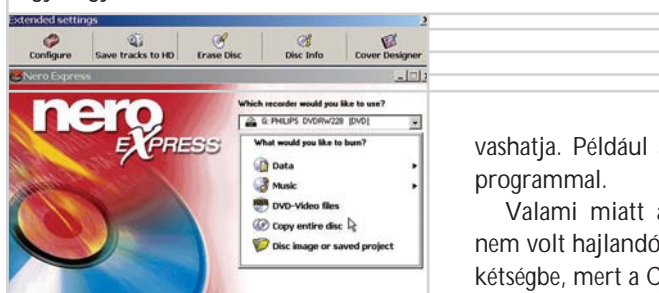 Extended settings
Configure Save tracks to HD Erase Disc Disc Info Cover Designer
Nero Express
nero
EXPRESS
Which recorder would you like to use?
G: PHILIPS DVDRW228 [DVD]
What would you like to burn?
Data
Music
DVD-Video files
Copy entire disc
Disc image or saved project
vashatja. Például
programmal.
Valami miatt a
nem volt hajlandó
kétségbe, mert a C